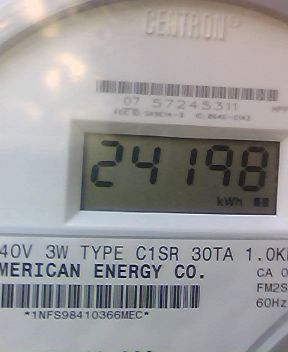 CENTRON
07 57245311
24198
kWh
40V 3W TYPE C1SR 30TA 1.0K
MERICAN ENERGY CO.
CA 0
FM2S
60Hz
*1NFS98410366MEC*